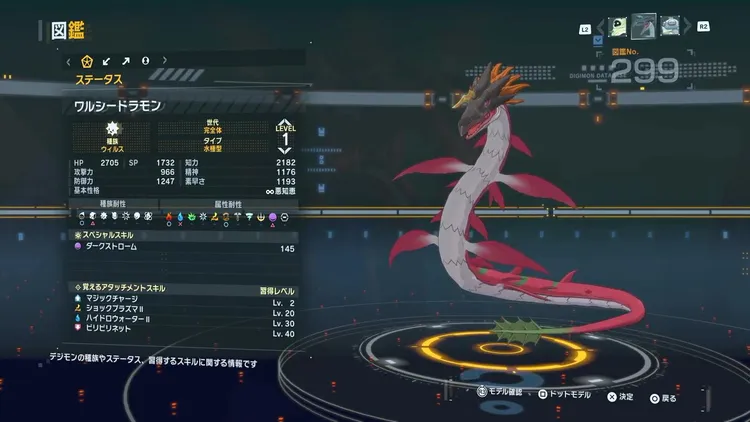 図鑑
L2
R2
図鑑No.
299
DIGIMON DATABASE
ステータス
ワルシードラモン
種族
ウイルス
世代
完全体
タイプ
水棲型
LEVEL
1
HP 2705 SP 1732 知力 2182
攻撃力 966 精神 1176
防御力 1247 素早さ 1193
基本性格 悪知恵
種族耐性 属性耐性
スペシャルスキル
ダークストローム 145
覚えるアタッチメントスキル 習得レベル
マジックチャージ Lv. 2
ショックプラズマⅡ Lv. 20
ハイドロウォーターⅡ Lv. 30
ビリビリネット Lv. 40
デジモンの種族やステータス、習得するスキルに関する情報です
R3 モデル確認 ドットモデル 決定 戻る